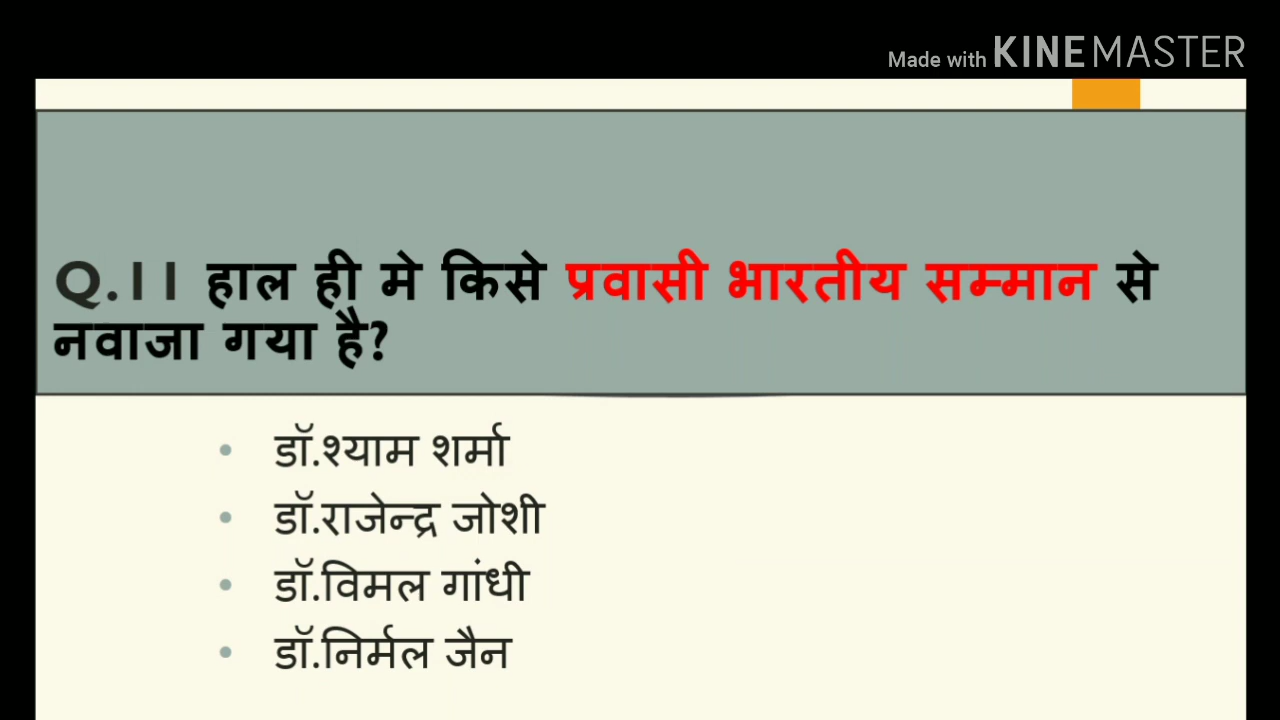 Made with KINEMASTER
Q.11 हाल ही मे किसे प्रवासी भारतीय सम्मान से
नवाजा गया है?
• डॉ.श्याम शर्मा
• डॉ.राजेन्द्र जोशी
• डॉ.विमल गांधी
• डॉ.निर्मल जैन